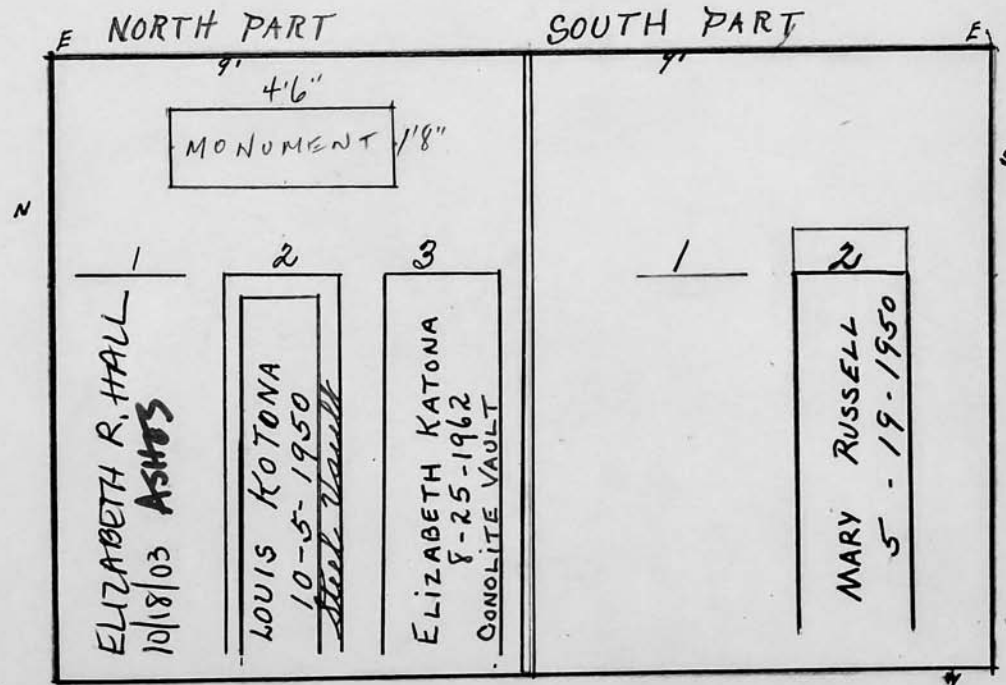 E NORTH PART
SOUTH PART E
9'
9'
4'6"
MONUMENT 1'8"
N
S
1
2
3
1
2
ELIZABETH R. HALL
10/18/03 ASHES
LOUIS KOTONA
10-5-1950
Steel Vault
ELIZABETH KATONA
8-25-1962
CONOLITE VAULT
MARY RUSSELL
5-19-1950
W